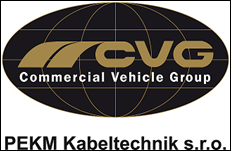 CVG
Commercial Vehicle Group
PEKM Kabeltechnik s.r.o.